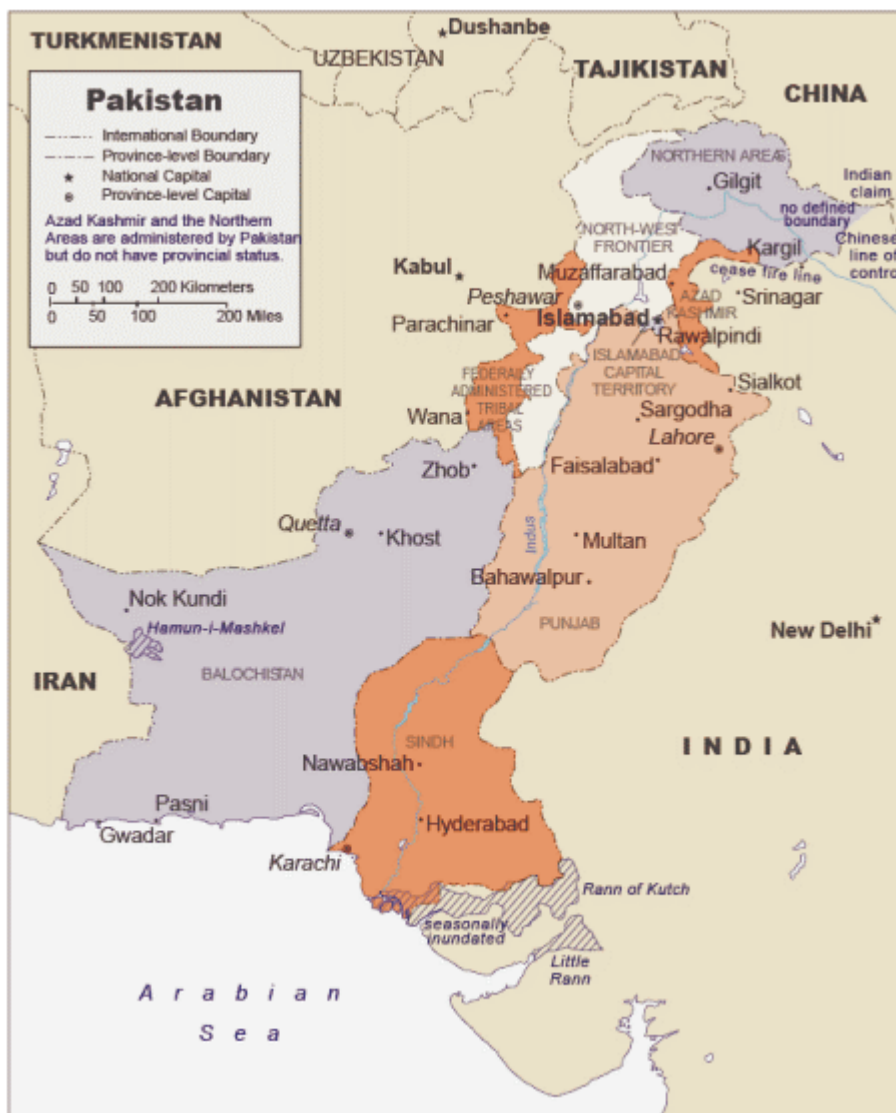 TURKMENISTAN
Dushanbe
UZBEKISTAN
TAJIKISTAN
CHINA
Pakistan
International Boundary
Province-level Boundary
National Capital
Province-level Capital
Azad Kashmir and the Northern
Areas are administered by Pakistan
but do not have provincial status.
0 50 100 200 Kilometers
0 50 100 200 Miles
NORTHERN AREAS
Gilgit
Indian
claim
no defined
boundary
Chinese
line of
control
NORTH-WEST
FRONTIER
Kargil
cease fire line
Kabul
Muzaffarabad
Peshawar
AZAD
KASHMIR
Srinagar
Parachinar
Islamabad
Rawalpindi
ISLAMABAD
CAPITAL
TERRITORY
FEDERALLY
ADMINISTERED
TRIBAL
AREAS
Sialkot
AFGHANISTAN
Wana
Sargodha
Lahore
Zhob
Faisalabad
Quetta
Khost
Indus
Multan
Bahawalpur
Nok Kundi
Hamun-i-Mashkel
PUNJAB
New Delhi
IRAN
BALOCHISTAN
SINDH
INDIA
Nawabshah
Pasni
Gwadar
Hyderabad
Karachi
Rann of Kutch
seasonally
inundated
Little
Rann
Arabian
Sea